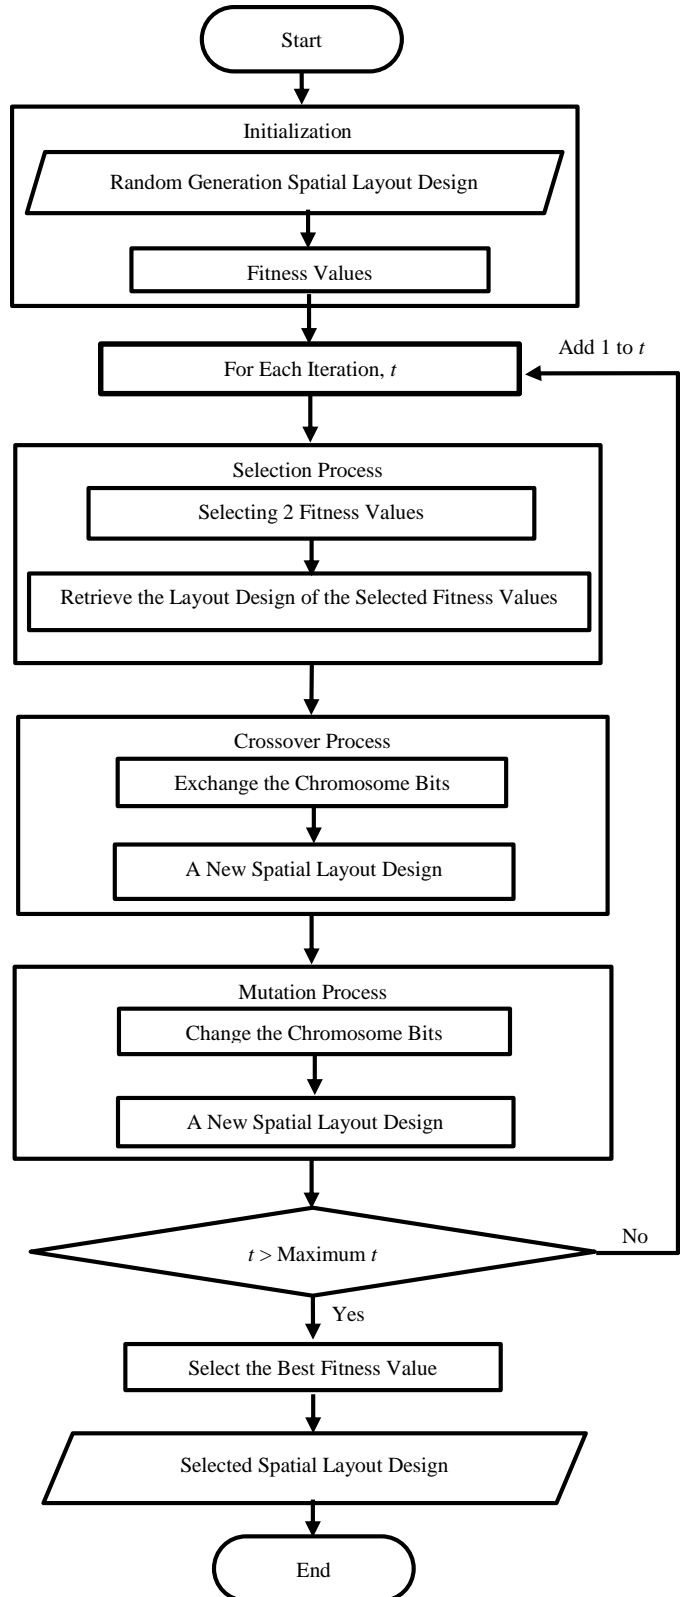 Start
Initialization
Random Generation Spatial Layout Design
Fitness Values
Add 1 to t
For Each Iteration, t
Selection Process
Selecting 2 Fitness Values
Retrieve the Layout Design of the Selected Fitness Values
Crossover Process
Exchange the Chromosome Bits
A New Spatial Layout Design
Mutation Process
Change the Chromosome Bits
A New Spatial Layout Design
No
t > Maximum t
Yes
Select the Best Fitness Value
Selected Spatial Layout Design
End